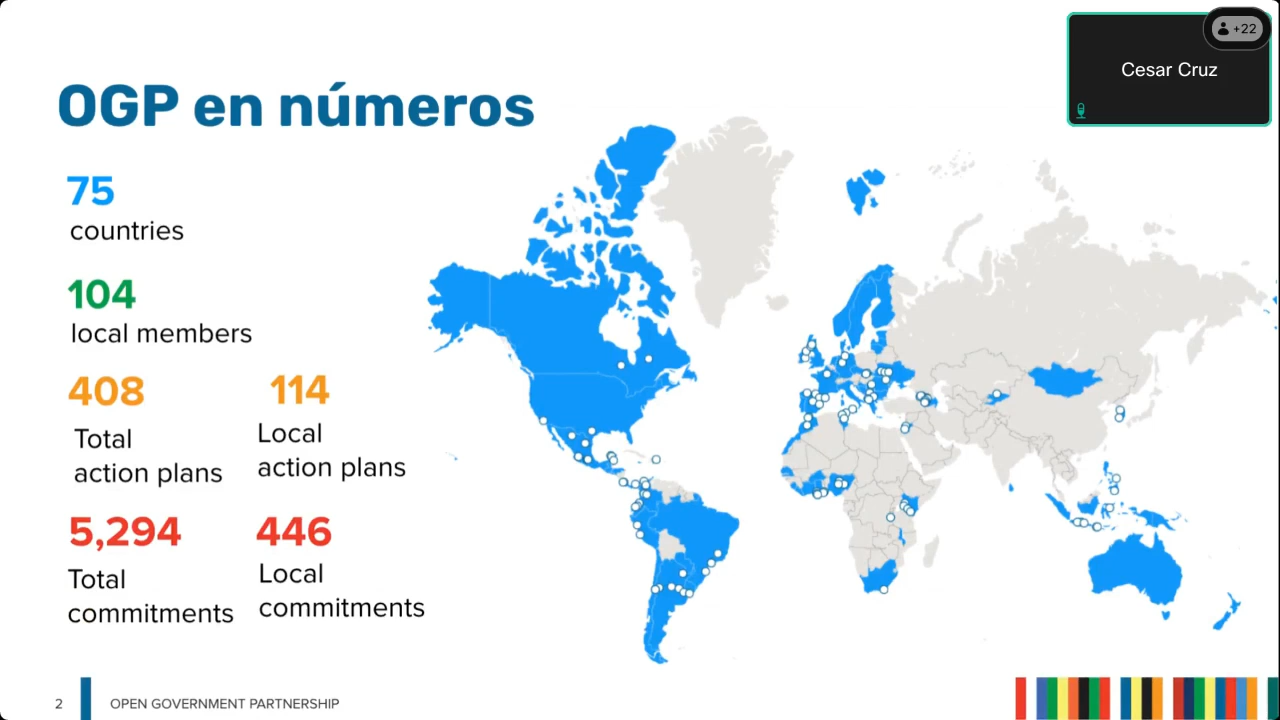 +22
Cesar Cruz
OGP en números
75
countries
104
local members
408
Total
action plans
114
Local
action plans
5,294
Total
commitments
446
Local
commitments
2
OPEN GOVERNMENT PARTNERSHIP